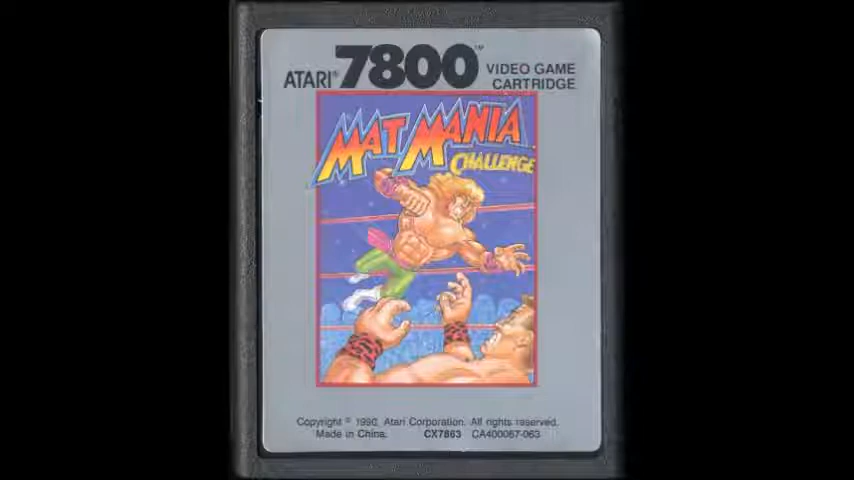 ATARI® 7800™ VIDEO GAME
CARTRIDGE
MAT MANIA
CHALLENGE
Copyright © 1990, Atari Corporation. All rights reserved.
Made in China. CX7863 CA400067-063